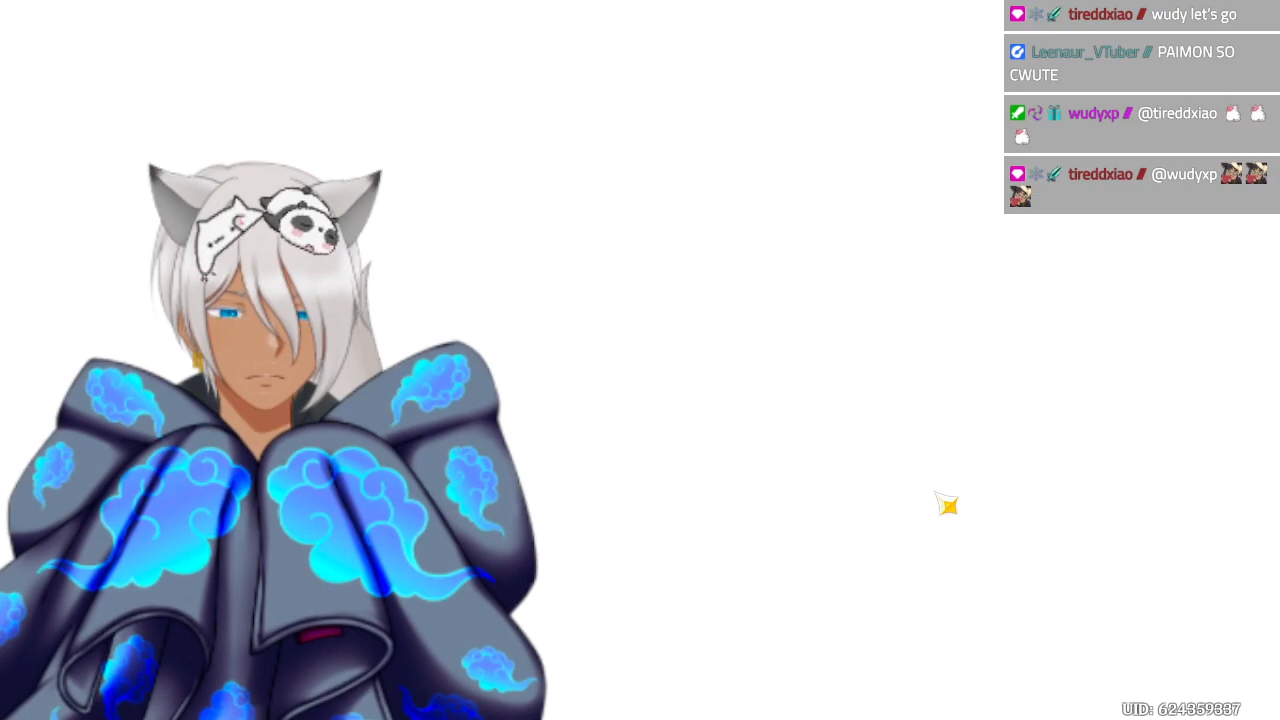 tireddxiao // wudy let's go
Leenaur_VTuber // PAIMON SO
CWUTE
wudyxp // @tireddxiao
tireddxiao // @wudyxp
UID: 624359337